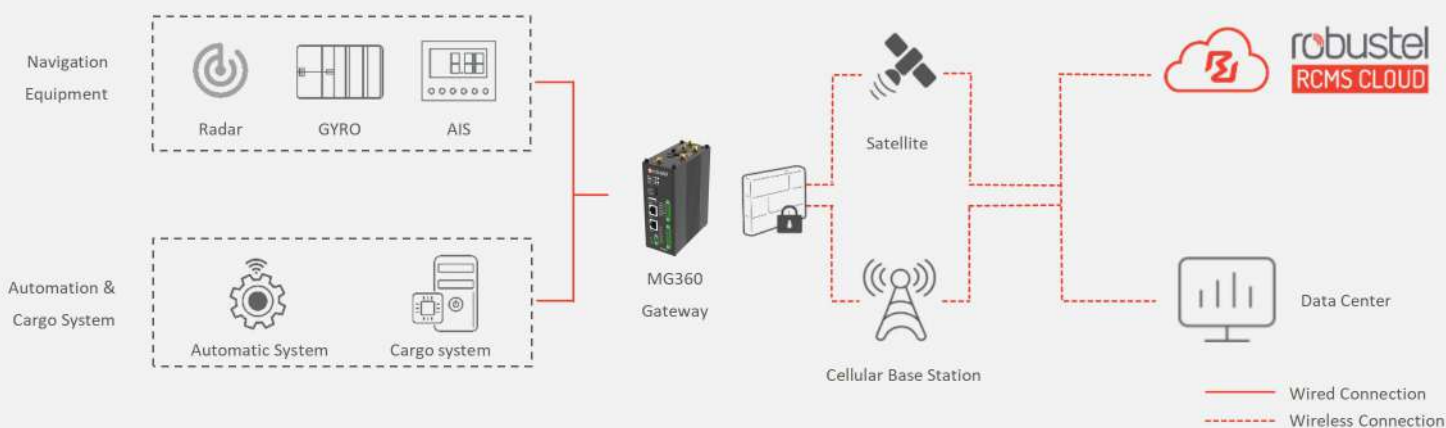 Navigation
Equipment
Radar
GYRO
AIS
Automation &
Cargo System
Automatic System
Cargo system
MG360
Gateway
Satellite
Cellular Base Station
robustel
RCMS CLOUD
Data Center
Wired Connection
Wireless Connection